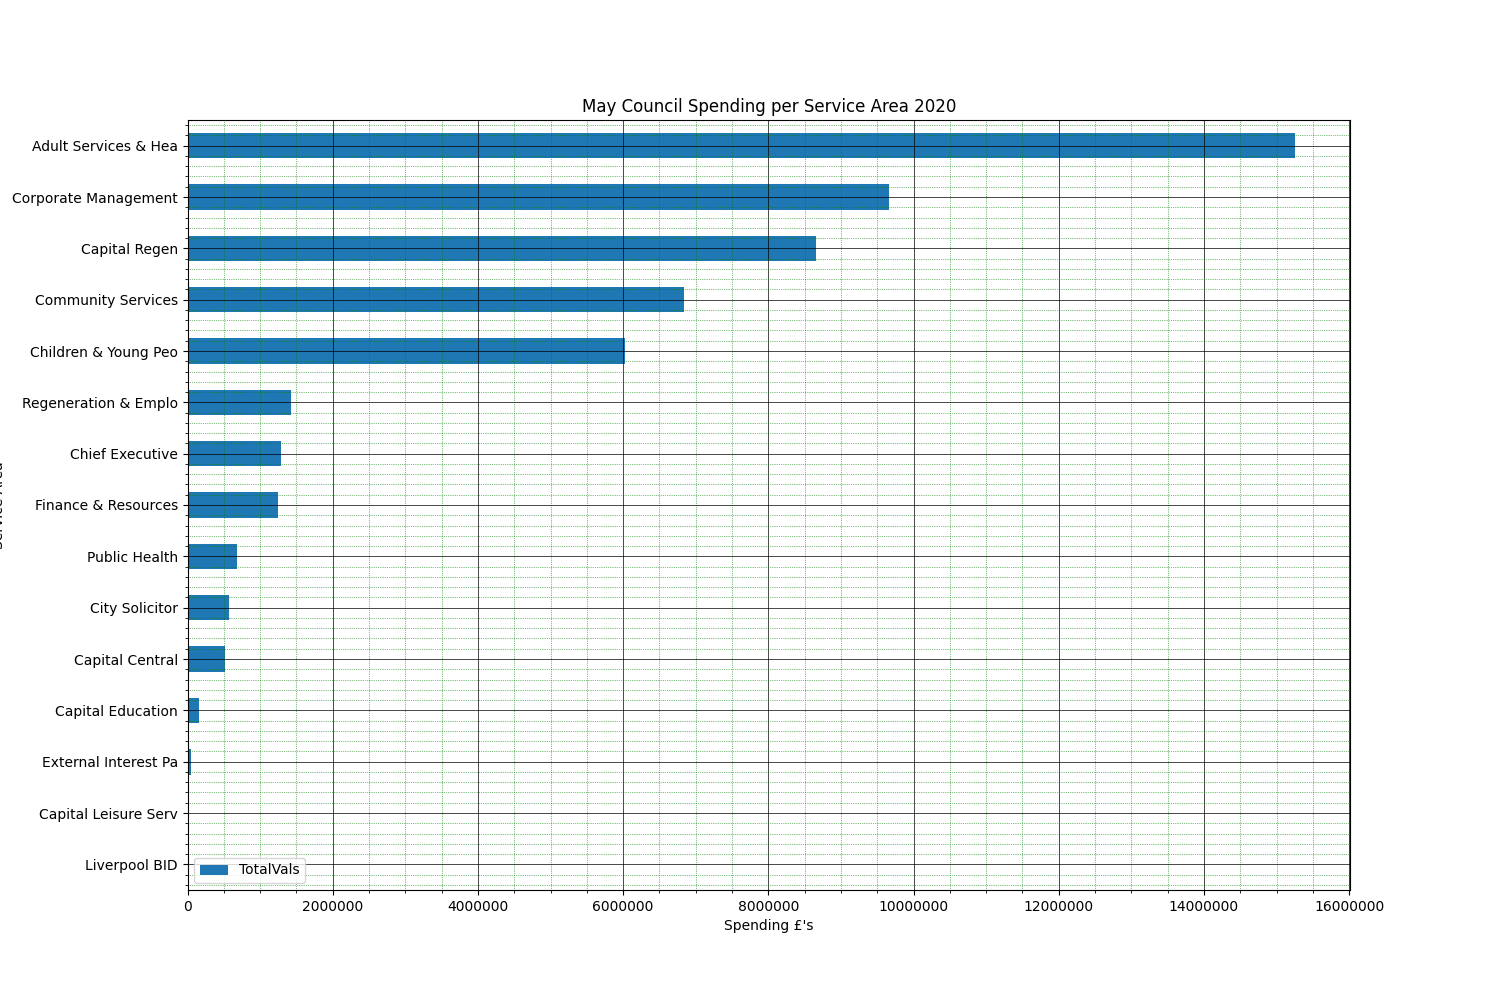 May Council Spending per Service Area 2020
Adult Services & Hea
Corporate Management
Capital Regen
Community Services
Children & Young Peo
Regeneration & Emplo
Chief Executive
Finance & Resources
Public Health
City Solicitor
Capital Central
Capital Education
External Interest Pa
Capital Leisure Serv
Liverpool BID
TotalVals
0 2000000 4000000 6000000 8000000 10000000 12000000 14000000 16000000
Spending £'s